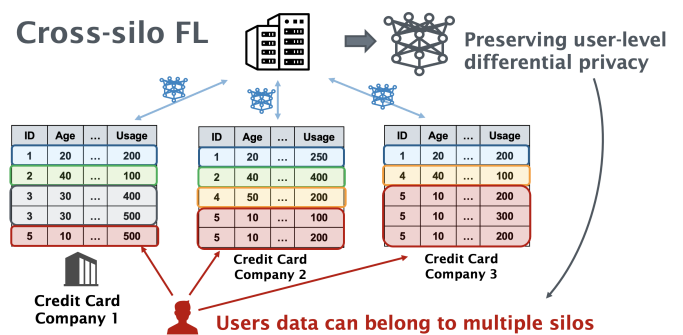 Cross-silo FL
Preserving user-level
differential privacy
ID Age ... Usage
1 20 ... 200
2 40 ... 100
3 30 ... 400
3 30 ... 500
5 10 ... 500
ID Age ... Usage
1 20 ... 250
2 40 ... 400
4 50 ... 200
5 10 ... 100
5 10 ... 200
ID Age ... Usage
1 20 ... 200
4 40 ... 100
5 10 ... 200
5 10 ... 300
5 10 ... 200
Credit Card
Company 1
Credit Card
Company 2
Credit Card
Company 3
Users data can belong to multiple silos